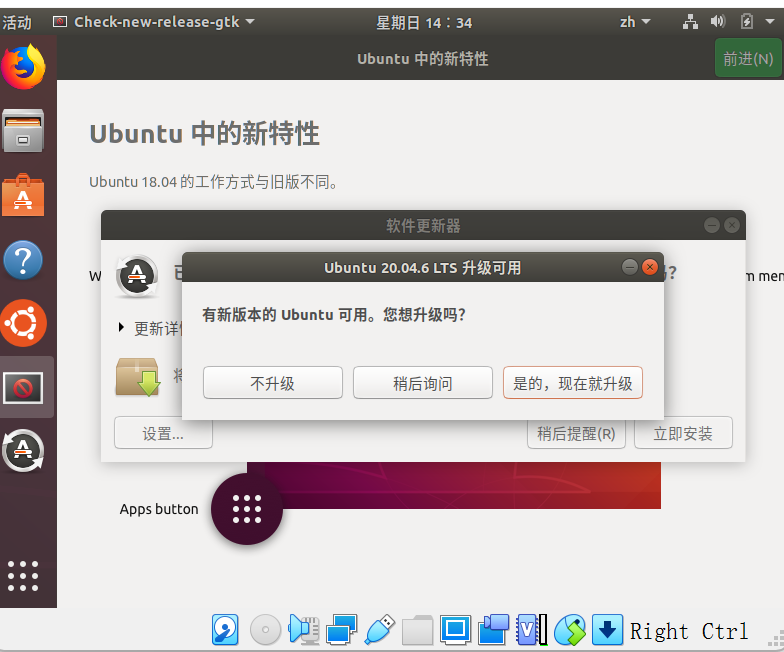 活动
Check-new-release-gtk
星期日 14：34
zh
Ubuntu 中的新特性
前进(N)
Ubuntu 中的新特性
Ubuntu 18.04 的工作方式与旧版不同。
软件更新器
Ubuntu 20.04.6 LTS 升级可用
有新版本的 Ubuntu 可用。您想升级吗？
更新详
不升级
稍后询问
是的，现在就升级
设置...
稍后提醒(R)
立即安装
Apps button
Right Ctrl